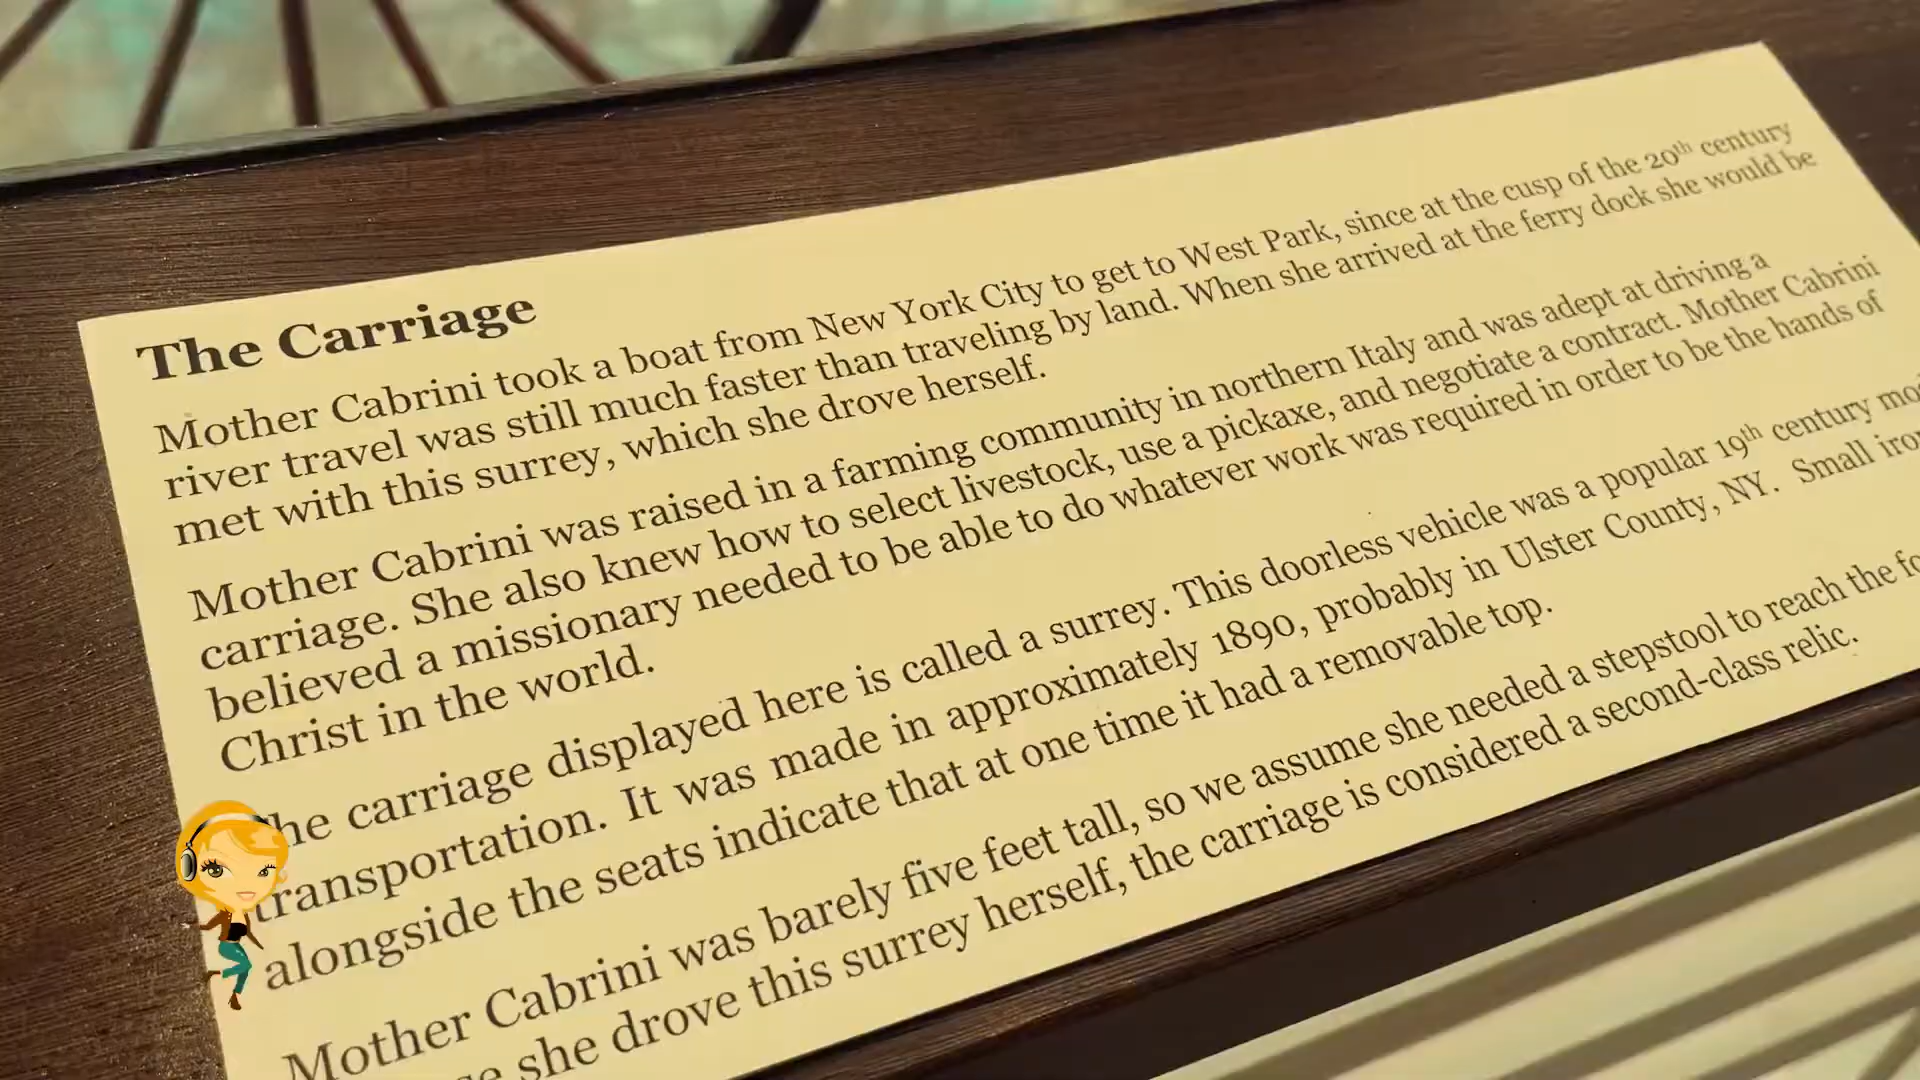 The Carriage
Mother Cabrini took a boat from New York City to get to West Park, since at the cusp of the 20th century
river travel was still much faster than traveling by land. When she arrived at the ferry dock she would be
met with this surrey, which she drove herself.
Mother Cabrini was raised in a farming community in northern Italy and was adept at driving a
carriage. She also knew how to select livestock, use a pickaxe, and negotiate a contract. Mother Cabrini
believed a missionary needed to be able to do whatever work was required in order to be the hands of
Christ in the world.
carriage displayed here is called a surrey. This doorless vehicle was a popular 19th century
transportation. It was made in approximately 1890, probably in Ulster County, NY. Small
alongside the seats indicate that at one time it had a removable top.
Mother Cabrini was barely five feet tall, so we assume she needed a stepstool to reach the
she drove this surrey herself, the carriage is considered a second-class relic.